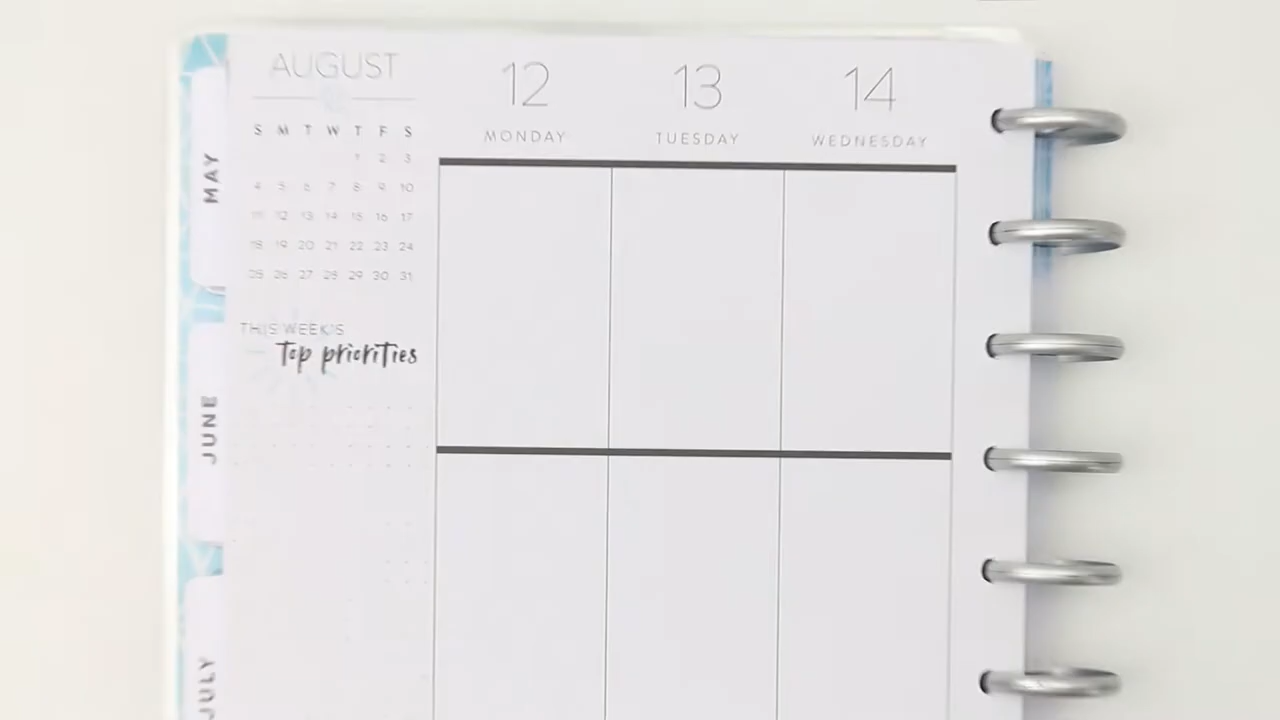 AUGUST
S M T W T F S
1 2 3
4 5 6 7 8 9 10
11 12 13 14 15 16 17
18 19 20 21 22 23 24
25 26 27 28 29 30 31
THIS WEEK'S
Top priorities
12 13 14
MONDAY TUESDAY WEDNESDAY
MAY
JUNE
JULY